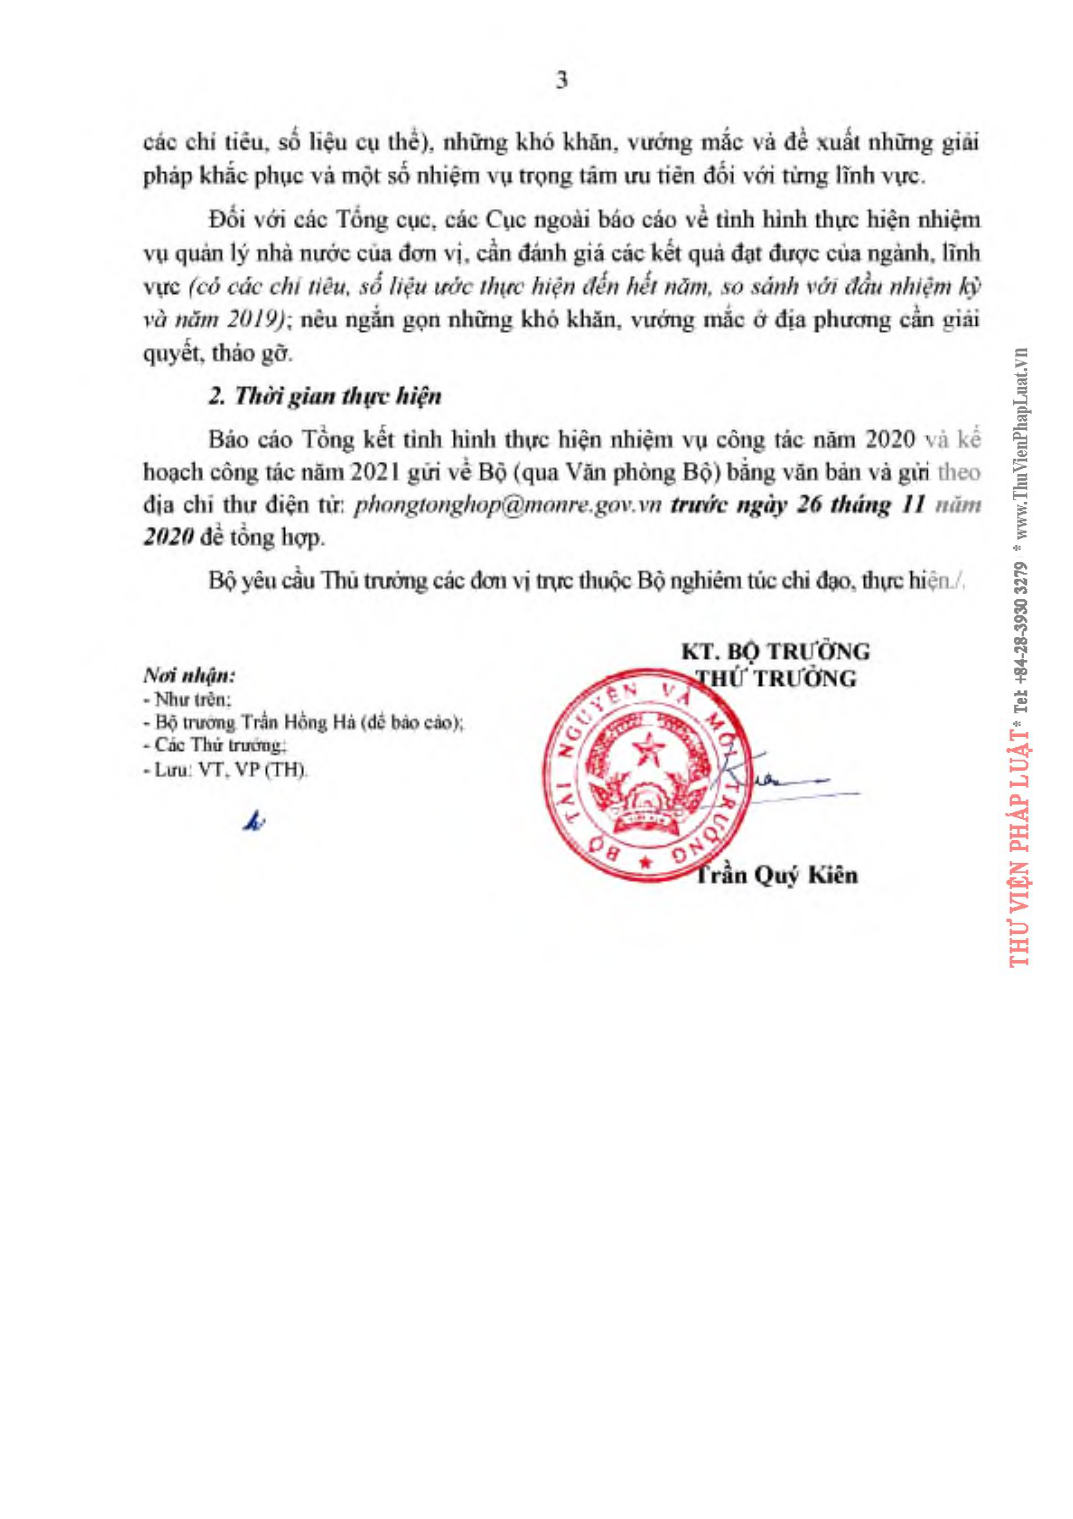 3
các chỉ tiêu, số liệu cụ thể), những khó khăn, vướng mắc và đề xuất những giải
pháp khắc phục và một số nhiệm vụ trọng tâm ưu tiên đối với từng lĩnh vực.
Đối với các Tổng cục, các Cục ngoài báo cáo về tình hình thực hiện nhiệm
vụ quản lý nhà nước của đơn vị, cần đánh giá các kết quả đạt được của ngành, lĩnh
vực (có các chỉ tiêu, số liệu ước thực hiện đến hết năm, so sánh với đầu nhiệm kỳ
và năm 2019); nêu ngắn gọn những khó khăn, vướng mắc ở địa phương cần giải
quyết, tháo gỡ.
2. Thời gian thực hiện
Báo cáo Tổng kết tình hình thực hiện nhiệm vụ công tác năm 2020 và kế
hoạch công tác năm 2021 gửi về Bộ (qua Văn phòng Bộ) bằng văn bản và gửi theo
địa chỉ thư điện tử: phongtonghop@monre.gov.vn trước ngày 26 tháng 11 năm
2020 để tổng hợp.
Bộ yêu cầu Thủ trưởng các đơn vị trực thuộc Bộ nghiêm túc chỉ đạo, thực hiện./.
KT. BỘ TRƯỞNG
THỨ TRƯỞNG
Nơi nhận:
- Như trên;
- Bộ trưởng Trần Hồng Hà (để báo cáo);
- Các Thứ trưởng;
- Lưu: VT, VP (TH).
BỘ TÀI NGUYÊN VÀ MÔI TRƯỜNG
Kiên
Trần Quý Kiên
THƯ VIỆN PHÁP LUẬT * Tel: +84-28-3930 3279 * www.ThuVienPhapLuat.vn